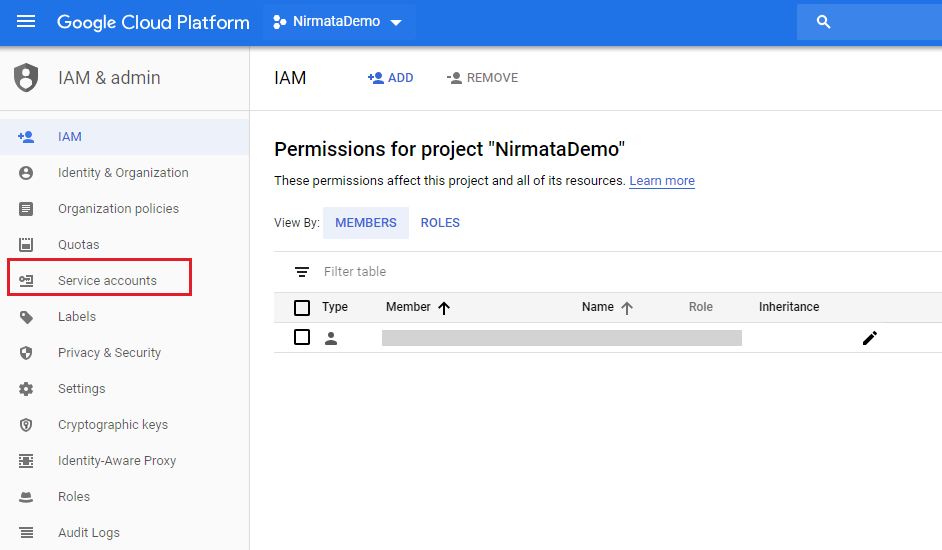 Google Cloud Platform NirmataDemo
IAM & admin
IAM ADD REMOVE
IAM
Identity & Organization
Organization policies
Quotas
Service accounts
Labels
Privacy & Security
Settings
Cryptographic keys
Identity-Aware Proxy
Roles
Audit Logs
Permissions for project "NirmataDemo"
These permissions affect this project and all of its resources. Learn more
View By: MEMBERS ROLES
Filter table
Type Member Name Role Inheritance